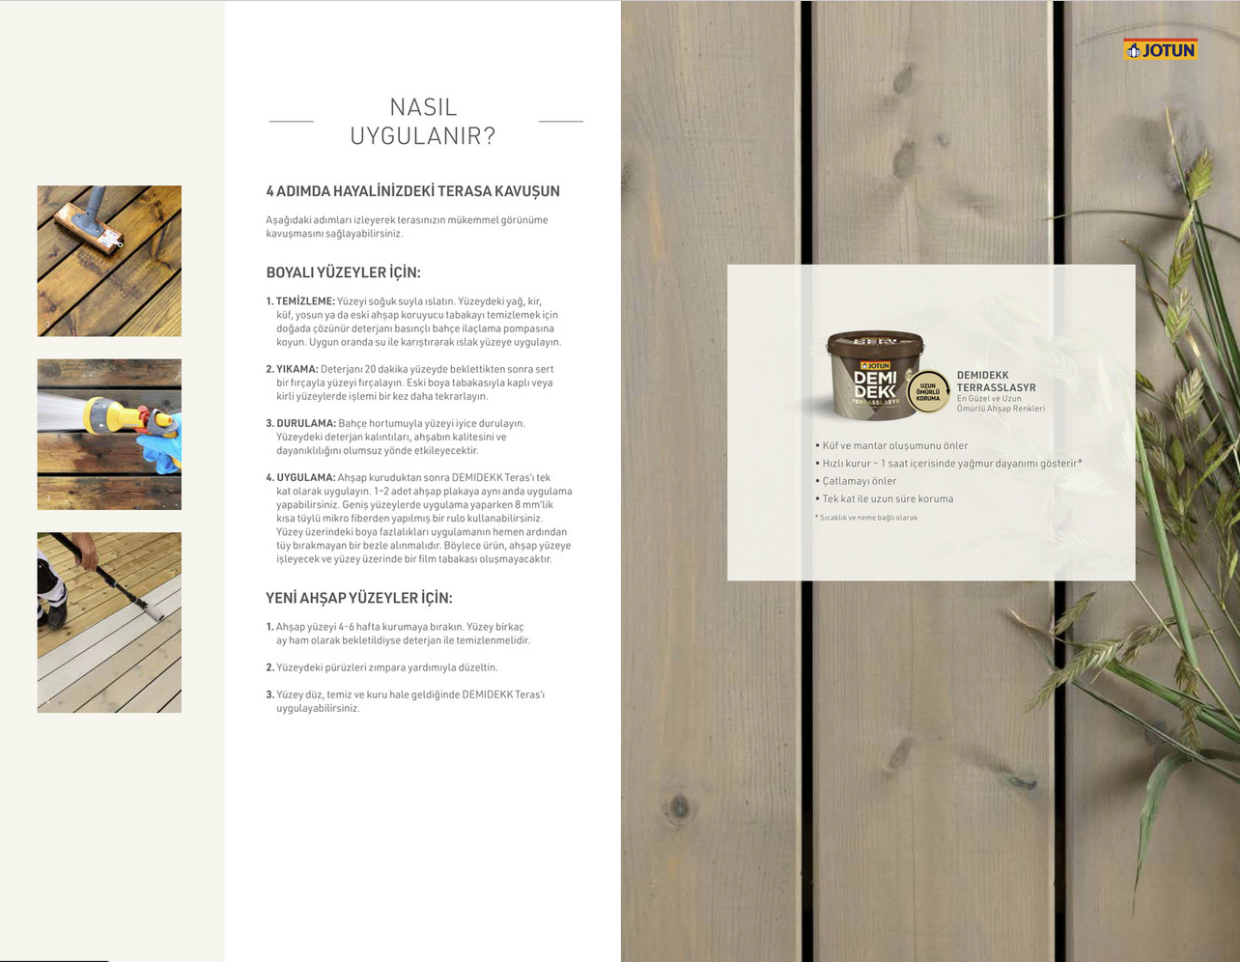 NASIL
UYGULANIR?
4 ADIMDA HAYALİNİZDEKİ TERASA KAVUŞUN
Aşağıdaki adımları izleyerek terasınızın mükemmel görünüme
kavuşmasını sağlayabilirsiniz.
BOYALI YÜZEYLER İÇİN:
1. TEMİZLEME: Yüzeyi soğuk suyla ıslatın. Yüzeydeki yağ, kir,
küf, yosun ya da eski ahşap koruyucu tabakayı temizlemek için
doğada çözünür deterjanı basınçlı bahçe ilaçlama pompasına
koyun. Uygun oranda su ile karıştırarak ıslak yüzeye uygulayın.
2. YIKAMA: Deterjanı 20 dakika yüzeyde beklettikten sonra sert
bir fırçayla yüzeyi fırçalayın. Eski boya tabakasıyla kaplı veya
kirli yüzeylerde işlemi bir kez daha tekrarlayın.
3. DURULAMA: Bahçe hortumuyla yüzeyi iyice durulayın.
Yüzeydeki deterjan kalıntıları, ahşabın kalitesini ve
dayanıklılığını olumsuz yönde etkileyecektir.
4. UYGULAMA: Ahşap kuruduktan sonra DEMIDEKK Teras'ı tek
kat olarak uygulayın. 1-2 adet ahşap plakaya aynı anda uygulama
yapabilirsiniz. Geniş yüzeylerde uygulama yaparken 8 mm'lik
kısa tüylü mikro fiberden yapılmış bir rulo kullanabilirsiniz.
Yüzey üzerindeki boya fazlalıkları uygulamanın hemen ardından
tüy bırakmayan bir bezle alınmalıdır. Böylece ürün, ahşap yüzeye
işleyecek ve yüzey üzerinde bir film tabakası oluşmayacaktır.
YENİ AHŞAP YÜZEYLER İÇİN:
1. Ahşap yüzeyi 4-6 hafta kurumaya bırakın. Yüzey birkaç
ay ham olarak bekletildiyse deterjan ile temizlenmelidir.
2. Yüzeydeki pürüzleri zımpara yardımıyla düzeltin.
3. Yüzey düz, temiz ve kuru hale geldiğinde DEMIDEKK Teras'ı
uygulayabilirsiniz.
JOTUN
JOTUN
DEMI
DEKK
TERRASSLASYR
UZUN
ÖMÜRLÜ
KORUMA
DEMIDEKK
TERRASSLASYR
En Güzel ve Uzun
Ömürlü Ahşap Renkleri
• Küf ve mantar oluşumunu önler
• Hızlı kurur – 1 saat içerisinde yağmur dayanımı gösterir*
• Çatlamayı önler
• Tek kat ile uzun süre koruma
* Sıcaklık ve neme bağlı olarak